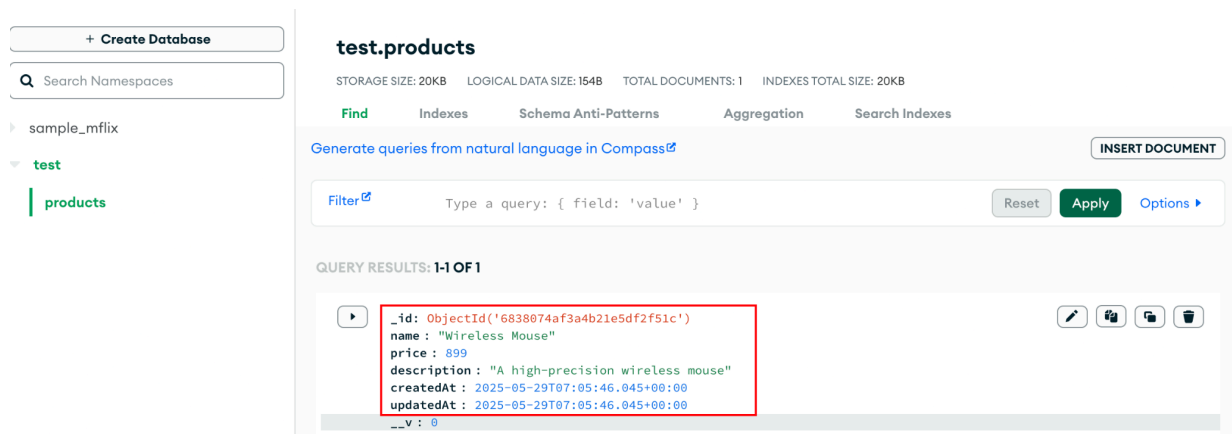 + Create Database
Search Namespaces
sample_mflix
test
products
test.products
STORAGE SIZE: 20KB LOGICAL DATA SIZE: 154B TOTAL DOCUMENTS: 1 INDEXES TOTAL SIZE: 20KB
Find Indexes Schema Anti-Patterns Aggregation Search Indexes
Generate queries from natural language in Compass
INSERT DOCUMENT
Filter Type a query: { field: 'value' } Reset Apply Options
QUERY RESULTS: 1-1 OF 1
_id: ObjectId('6838074af3a4b21e5df2f51c')
name : "Wireless Mouse"
price : 899
description : "A high-precision wireless mouse"
createdAt : 2025-05-29T07:05:46.045+00:00
updatedAt : 2025-05-29T07:05:46.045+00:00
__v : 0